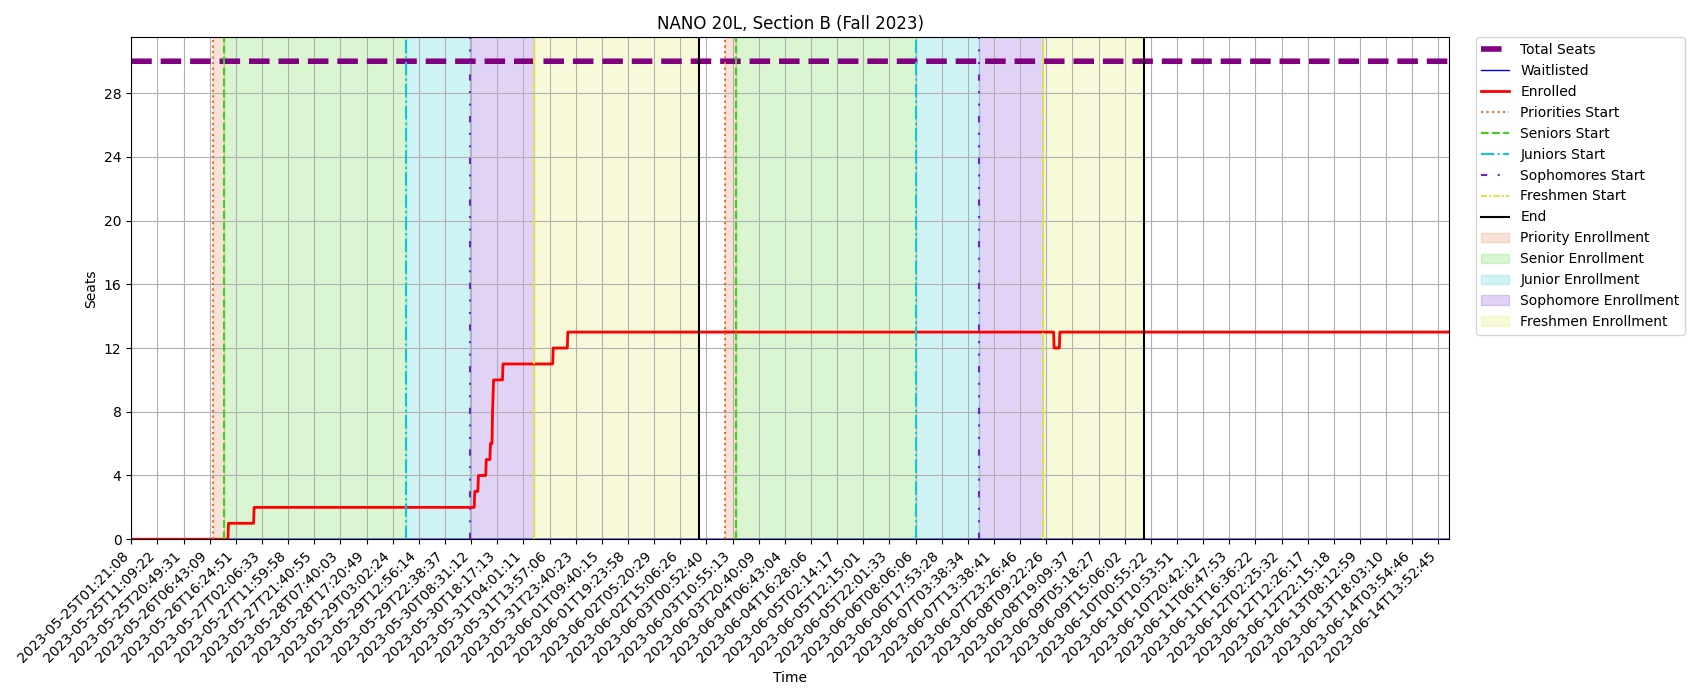 NANO 20L, Section B (Fall 2023)
Total Seats
Waitlisted
Enrolled
Priorities Start
Seniors Start
Juniors Start
Sophomores Start
Freshmen Start
End
Priority Enrollment
Senior Enrollment
Junior Enrollment
Sophomore Enrollment
Freshmen Enrollment
Seats
28
24
20
16
12
8
4
0
2023-05-25T01:21:08
2023-05-25T11:09:22
2023-05-25T20:49:31
2023-05-26T06:43:09
2023-05-26T16:24:51
2023-05-27T02:06:33
2023-05-27T11:59:58
2023-05-27T21:40:55
2023-05-28T07:40:03
2023-05-28T17:20:49
2023-05-29T03:02:24
2023-05-29T12:56:14
2023-05-29T22:38:37
2023-05-30T08:31:12
2023-05-30T18:17:13
2023-05-31T04:01:11
2023-05-31T13:57:06
2023-05-31T23:40:23
2023-06-01T09:40:15
2023-06-01T19:23:58
2023-06-02T05:20:29
2023-06-02T15:06:26
2023-06-03T00:52:40
2023-06-03T10:55:13
2023-06-03T20:40:09
2023-06-04T06:43:04
2023-06-04T16:28:06
2023-06-05T02:14:17
2023-06-05T12:15:01
2023-06-05T22:01:33
2023-06-06T08:06:06
2023-06-06T17:53:28
2023-06-07T03:38:34
2023-06-07T13:38:41
2023-06-07T23:26:46
2023-06-08T09:22:26
2023-06-08T19:09:37
2023-06-09T05:18:27
2023-06-09T15:06:02
2023-06-10T00:55:22
2023-06-10T10:53:51
2023-06-10T20:42:12
2023-06-11T06:47:53
2023-06-11T16:36:22
2023-06-12T02:25:32
2023-06-12T12:26:17
2023-06-12T22:15:18
2023-06-13T08:12:59
2023-06-13T18:03:10
2023-06-14T03:54:46
2023-06-14T13:52:45
Time